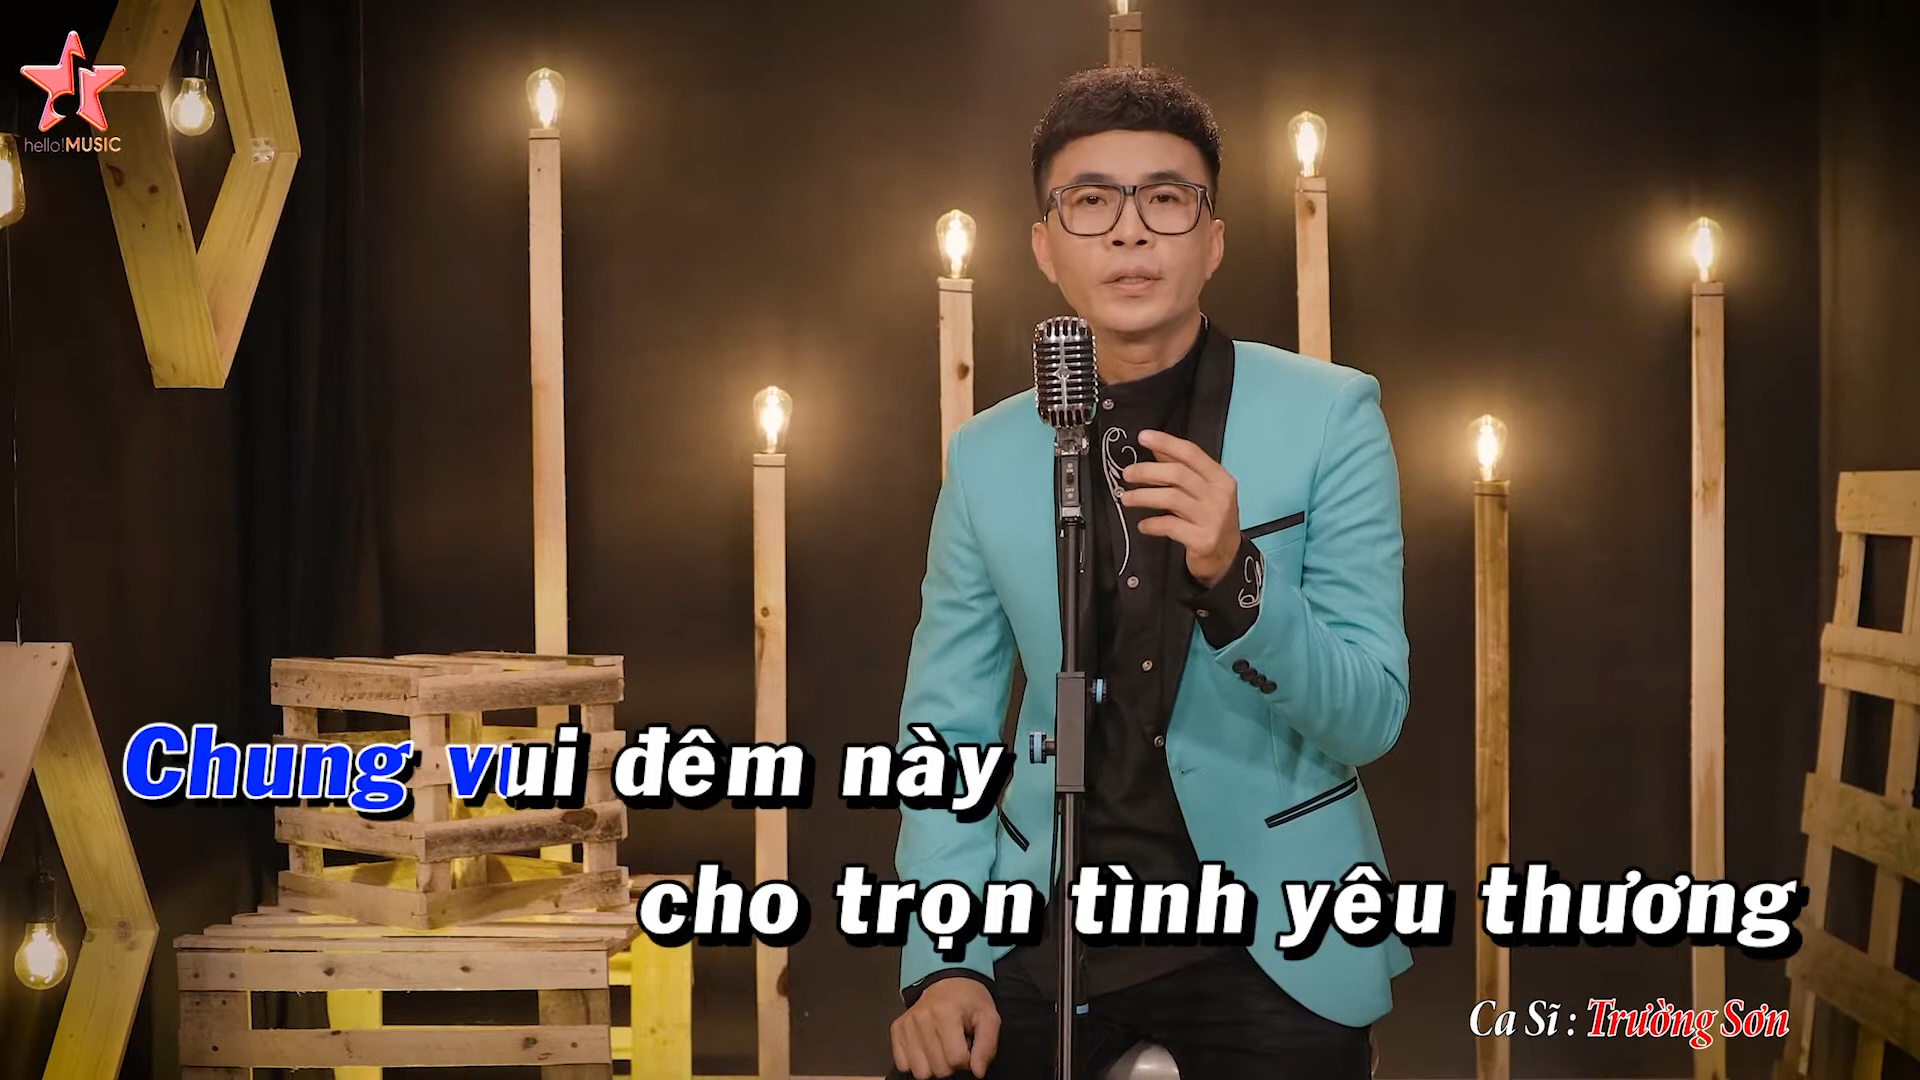 hello!MUSIC
Chung vui đêm này
cho trọn tình yêu thương
Ca Sĩ : Trường Sơn